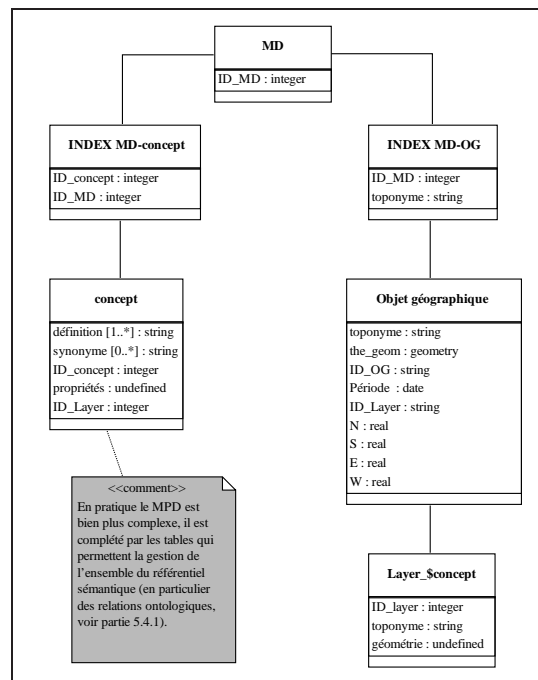 MD
ID_MD : integer
INDEX MD-concept
ID_concept : integer
ID_MD : integer
INDEX MD-OG
ID_MD : integer
toponyme : string
concept
définition [1..*] : string
synonyme [0..*] : string
ID_concept : integer
propriétés : undefined
ID_Layer : integer
Objet géographique
toponyme : string
the_geom : geometry
ID_OG : string
Période : date
ID_Layer : string
N : real
S : real
E : real
W : real
<<comment>>
En pratique le MPD est
bien plus complexe, il est
complété par les tables qui
permettent la gestion de
l'ensemble du référentiel
sémantique (en particulier
des relations ontologiques,
voir partie 5.4.1).
Layer_$concept
ID_layer : integer
toponyme : string
géométrie : undefined